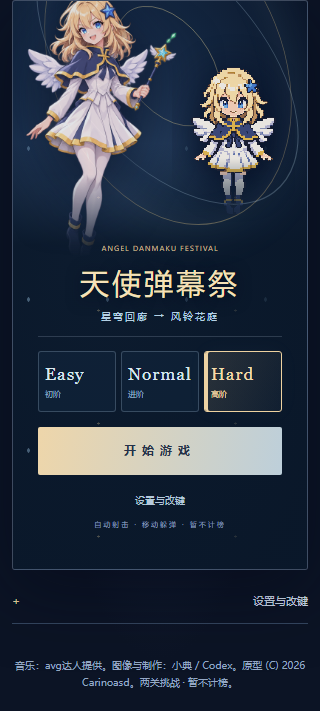 ANGEL DANMAKU FESTIVAL
天使弹幕祭
星穹回廊 → 风铃花庭
Easy
初阶
Normal
进阶
Hard
高阶
开始游戏
设置与改键
自动射击 · 移动躲弹 · 暂不计榜
+
设置与改键
音乐：avg达人提供。图像与制作：小典 / Codex。原型 (C) 2026
Carinoasd。两关挑战 · 暂不计榜。